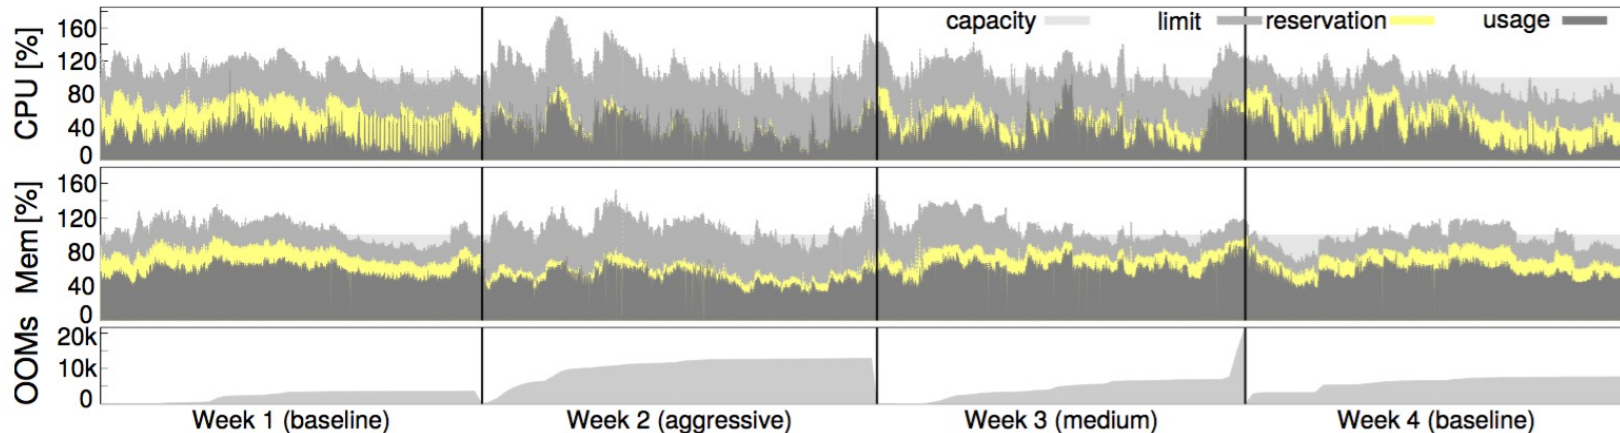 capacity limit reservation usage
CPU [%]
160
120
80
40
0
Mem [%]
160
120
80
40
0
OOMs
20k
10k
0
Week 1 (baseline) Week 2 (aggressive) Week 3 (medium) Week 4 (baseline)